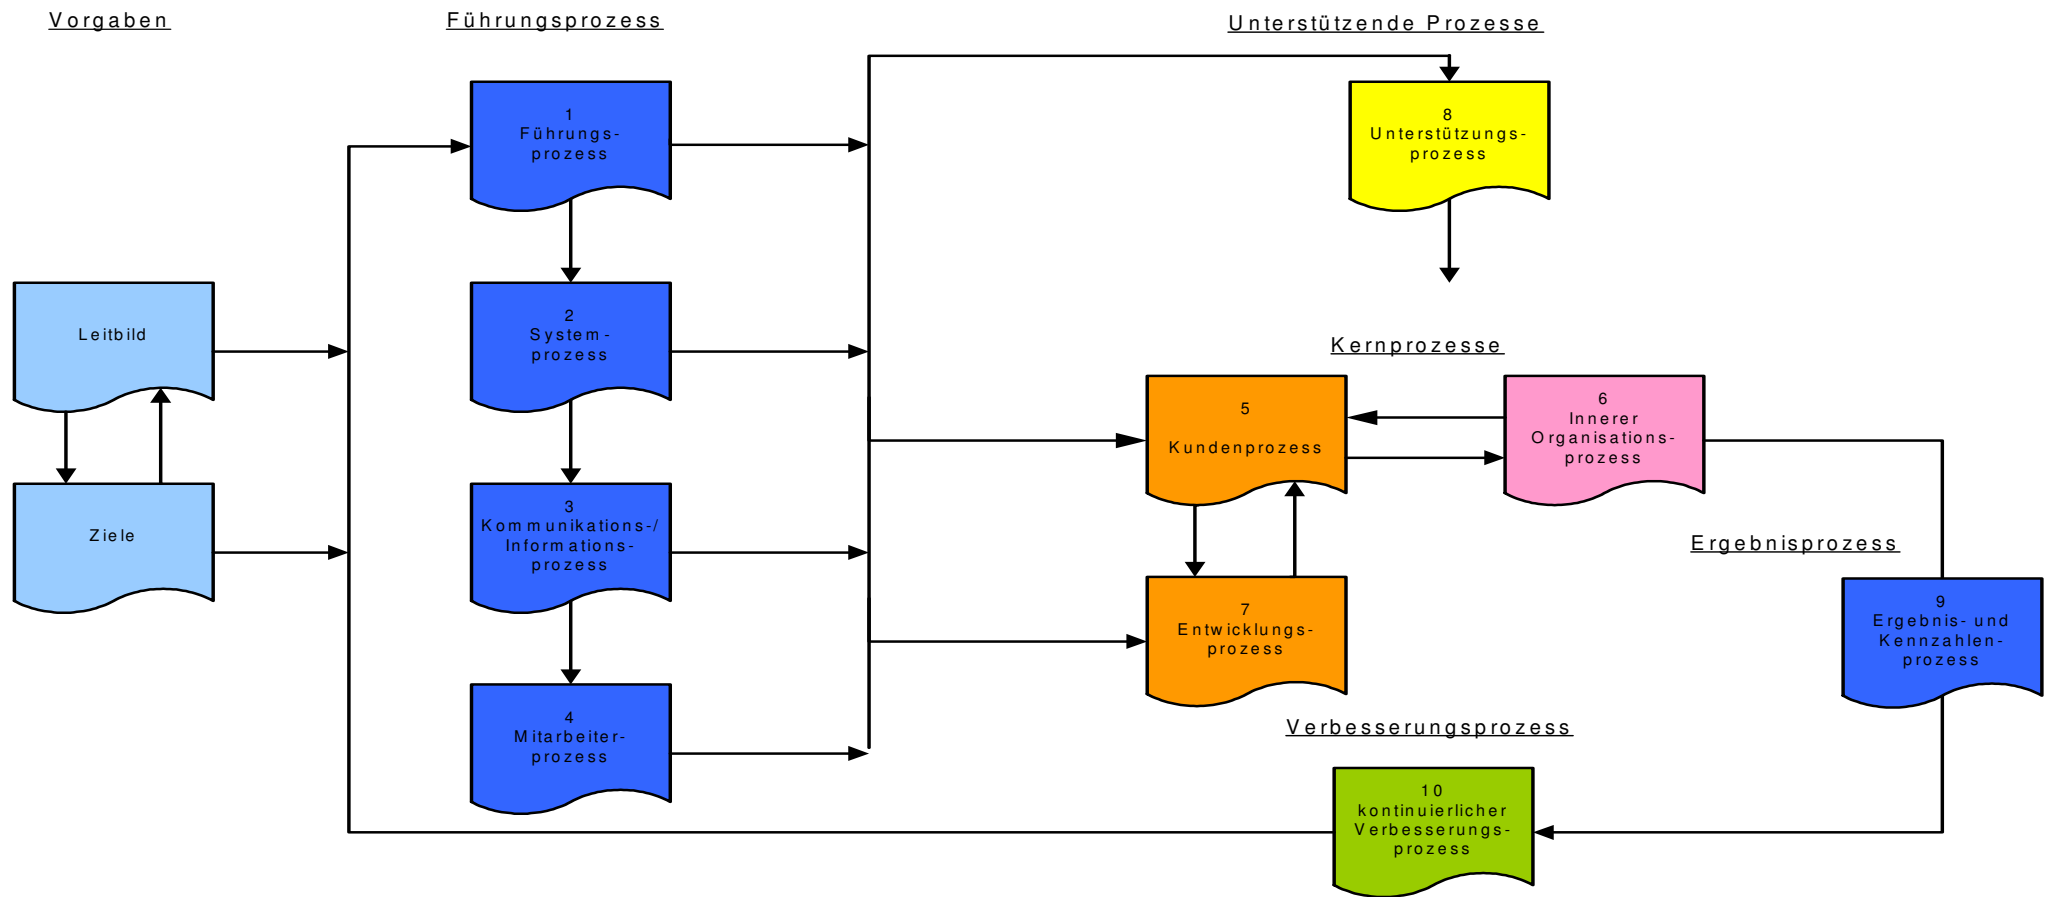 Vorgaben
Führungsprozess
Unterstützende Prozesse
1
Führungs-
prozess
8
Unterstützungs-
prozess
Leitbild
2
System-
prozess
Kernprozesse
5
Kundenprozess
6
Innerer
Organisations-
prozess
Ziele
3
Kommunikations-/
Informations-
prozess
Ergebnisprozess
7
Entwicklungs-
prozess
9
Ergebnis- und
Kennzahlen-
prozess
4
Mitarbeiter-
prozess
Verbesserungsprozess
10
kontinuierlicher
Verbesserungs-
prozess